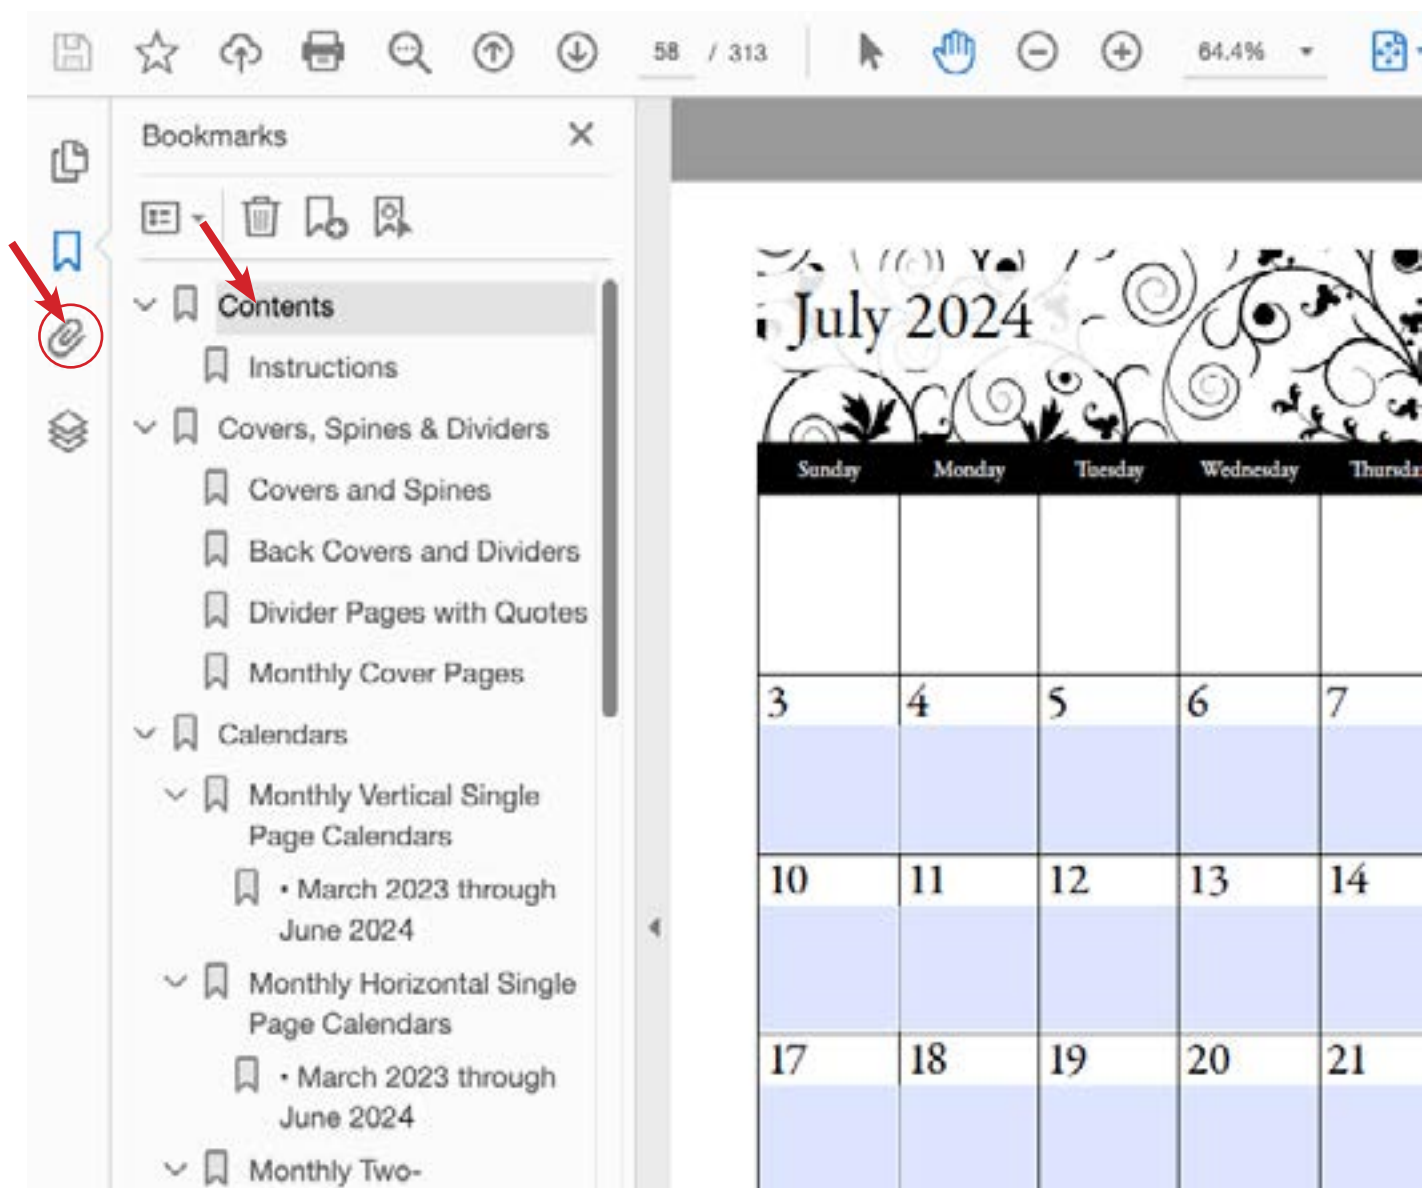 58 / 313
64.4%
Bookmarks
Contents
Instructions
Covers, Spines & Dividers
Covers and Spines
Back Covers and Dividers
Divider Pages with Quotes
Monthly Cover Pages
Calendars
Monthly Vertical Single
Page Calendars
• March 2023 through
June 2024
Monthly Horizontal Single
Page Calendars
• March 2023 through
June 2024
Monthly Two-
July 2024
Sunday Monday Tuesday Wednesday Thursda
3 4 5 6 7
10 11 12 13 14
17 18 19 20 21